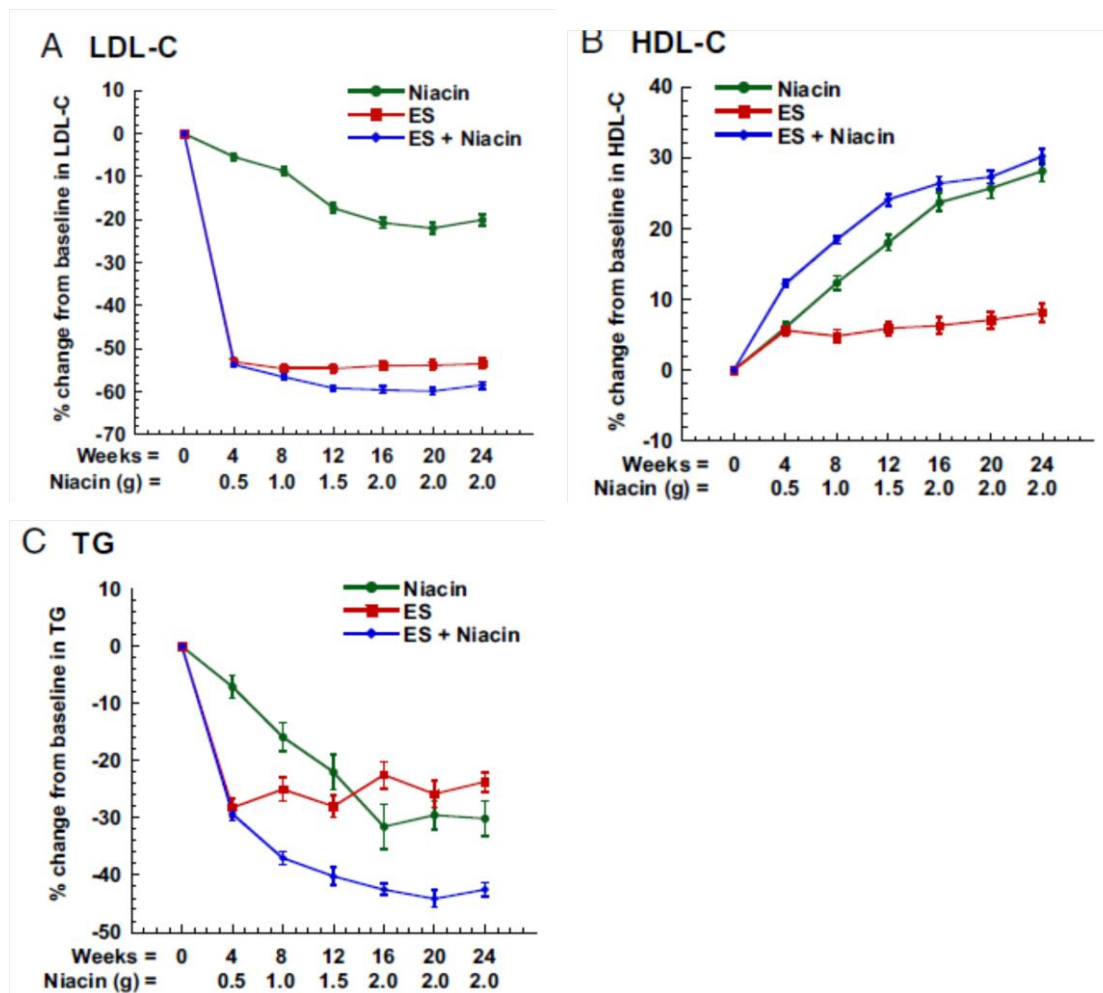 A LDL-C
% change from baseline in LDL-C
10
0
-10
-20
-30
-40
-50
-60
-70
Niacin
ES
ES + Niacin
Weeks = 0 4 8 12 16 20 24
Niacin (g) = 0.5 1.0 1.5 2.0 2.0 2.0
B HDL-C
% change from baseline in HDL-C
40
30
20
10
0
-10
Niacin
ES
ES + Niacin
Weeks = 0 4 8 12 16 20 24
Niacin (g) = 0.5 1.0 1.5 2.0 2.0 2.0
C TG
% change from baseline in TG
10
0
-10
-20
-30
-40
-50
Niacin
ES
ES + Niacin
Weeks = 0 4 8 12 16 20 24
Niacin (g) = 0.5 1.0 1.5 2.0 2.0 2.0